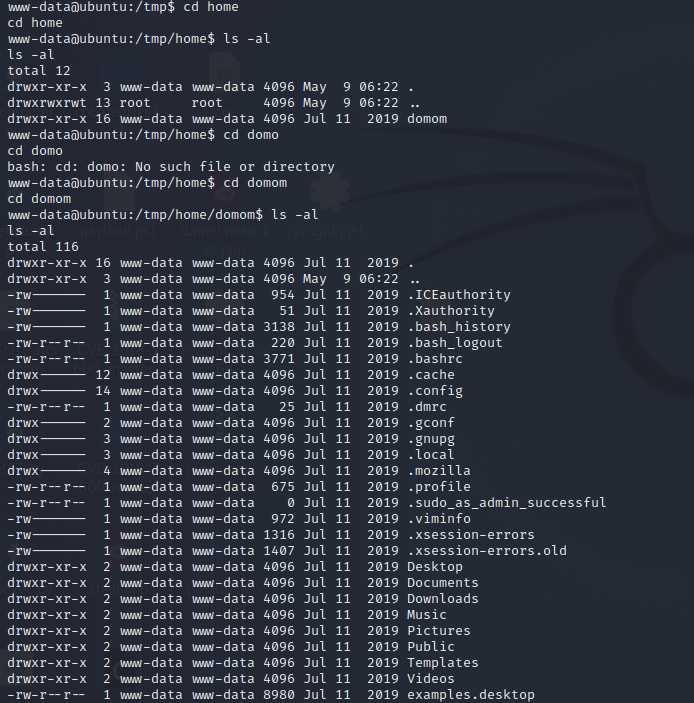 www-data@ubuntu:/tmp$ cd home
cd home
www-data@ubuntu:/tmp/home$ ls -al
ls -al
total 12
drwxr-xr-x  3 www-data www-data 4096 May  9 06:22 .
drwxrwxrwt 13 root     root     4096 May  9 06:22 ..
drwxr-xr-x 16 www-data www-data 4096 Jul 11  2019 domom
www-data@ubuntu:/tmp/home$ cd domo
cd domo
bash: cd: domo: No such file or directory
www-data@ubuntu:/tmp/home$ cd domom
cd domom
www-data@ubuntu:/tmp/home/domom$ ls -al
ls -al
total 116
drwxr-xr-x 16 www-data www-data 4096 Jul 11  2019 .
drwxr-xr-x  3 www-data www-data 4096 May  9 06:22 ..
-rw-------  1 www-data www-data  954 Jul 11  2019 .ICEauthority
-rw-------  1 www-data www-data   51 Jul 11  2019 .Xauthority
-rw-------  1 www-data www-data 3138 Jul 11  2019 .bash_history
-rw-r--r--  1 www-data www-data  220 Jul 11  2019 .bash_logout
-rw-r--r--  1 www-data www-data 3771 Jul 11  2019 .bashrc
drwx------ 12 www-data www-data 4096 Jul 11  2019 .cache
drwx------ 14 www-data www-data 4096 Jul 11  2019 .config
-rw-r--r--  1 www-data www-data   25 Jul 11  2019 .dmrc
drwx------  2 www-data www-data 4096 Jul 11  2019 .gconf
drwx------  3 www-data www-data 4096 Jul 11  2019 .gnupg
drwx------  3 www-data www-data 4096 Jul 11  2019 .local
drwx------  4 www-data www-data 4096 Jul 11  2019 .mozilla
-rw-r--r--  1 www-data www-data  675 Jul 11  2019 .profile
-rw-r--r--  1 www-data www-data    0 Jul 11  2019 .sudo_as_admin_successful
-rw-------  1 www-data www-data  972 Jul 11  2019 .viminfo
-rw-------  1 www-data www-data 1316 Jul 11  2019 .xsession-errors
-rw-------  1 www-data www-data 1407 Jul 11  2019 .xsession-errors.old
drwxr-xr-x  2 www-data www-data 4096 Jul 11  2019 Desktop
drwxr-xr-x  2 www-data www-data 4096 Jul 11  2019 Documents
drwxr-xr-x  2 www-data www-data 4096 Jul 11  2019 Downloads
drwxr-xr-x  2 www-data www-data 4096 Jul 11  2019 Music
drwxr-xr-x  2 www-data www-data 4096 Jul 11  2019 Pictures
drwxr-xr-x  2 www-data www-data 4096 Jul 11  2019 Public
drwxr-xr-x  2 www-data www-data 4096 Jul 11  2019 Templates
drwxr-xr-x  2 www-data www-data 4096 Jul 11  2019 Videos
-rw-r--r--  1 www-data www-data 8980 Jul 11  2019 examples.desktop